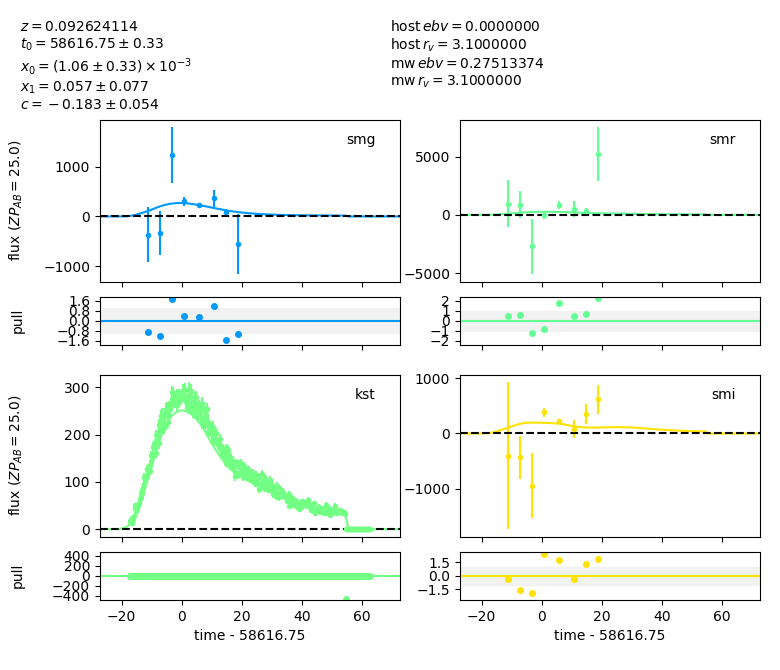 z = 0.092624114
t₀ = 58616.75 ± 0.33
x₀ = (1.06 ± 0.33) × 10⁻³
x₁ = 0.057 ± 0.077
c = −0.183 ± 0.054
host ebv = 0.0000000
host r_v = 3.1000000
mw ebv = 0.27513374
mw r_v = 3.1000000
smg
flux (ZP_AB = 25.0)
1000
0
−1000
smr
5000
0
−5000
pull
1.6
0.8
0.0
−0.8
−1.6
2
1
0
−1
−2
kst
flux (ZP_AB = 25.0)
300
200
100
0
smi
1000
0
−1000
pull
400
200
0
−200
−400
−20 0 20 40 60
time - 58616.75
1.5
0.0
−1.5
−20 0 20 40 60
time - 58616.75